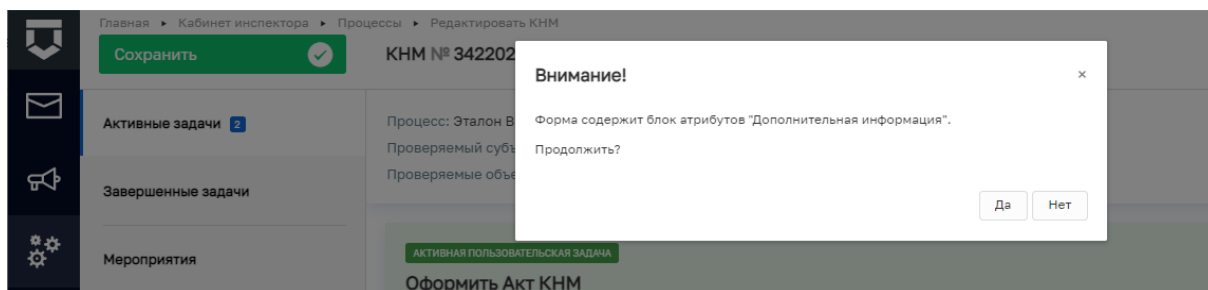 Главная ▸ Кабинет инспектора ▸ Процессы ▸ Редактировать КНМ
Сохранить
КНМ № 342202
Внимание!
×
Активные задачи 2
Процесс: Эталон В
Форма содержит блок атрибутов "Дополнительная информация".
Проверяемый субъ
Продолжить?
Проверяемые объе
Завершенные задачи
Да Нет
АКТИВНАЯ ПОЛЬЗОВАТЕЛЬСКАЯ ЗАДАЧА
Мероприятия
Оформить Акт КНМ